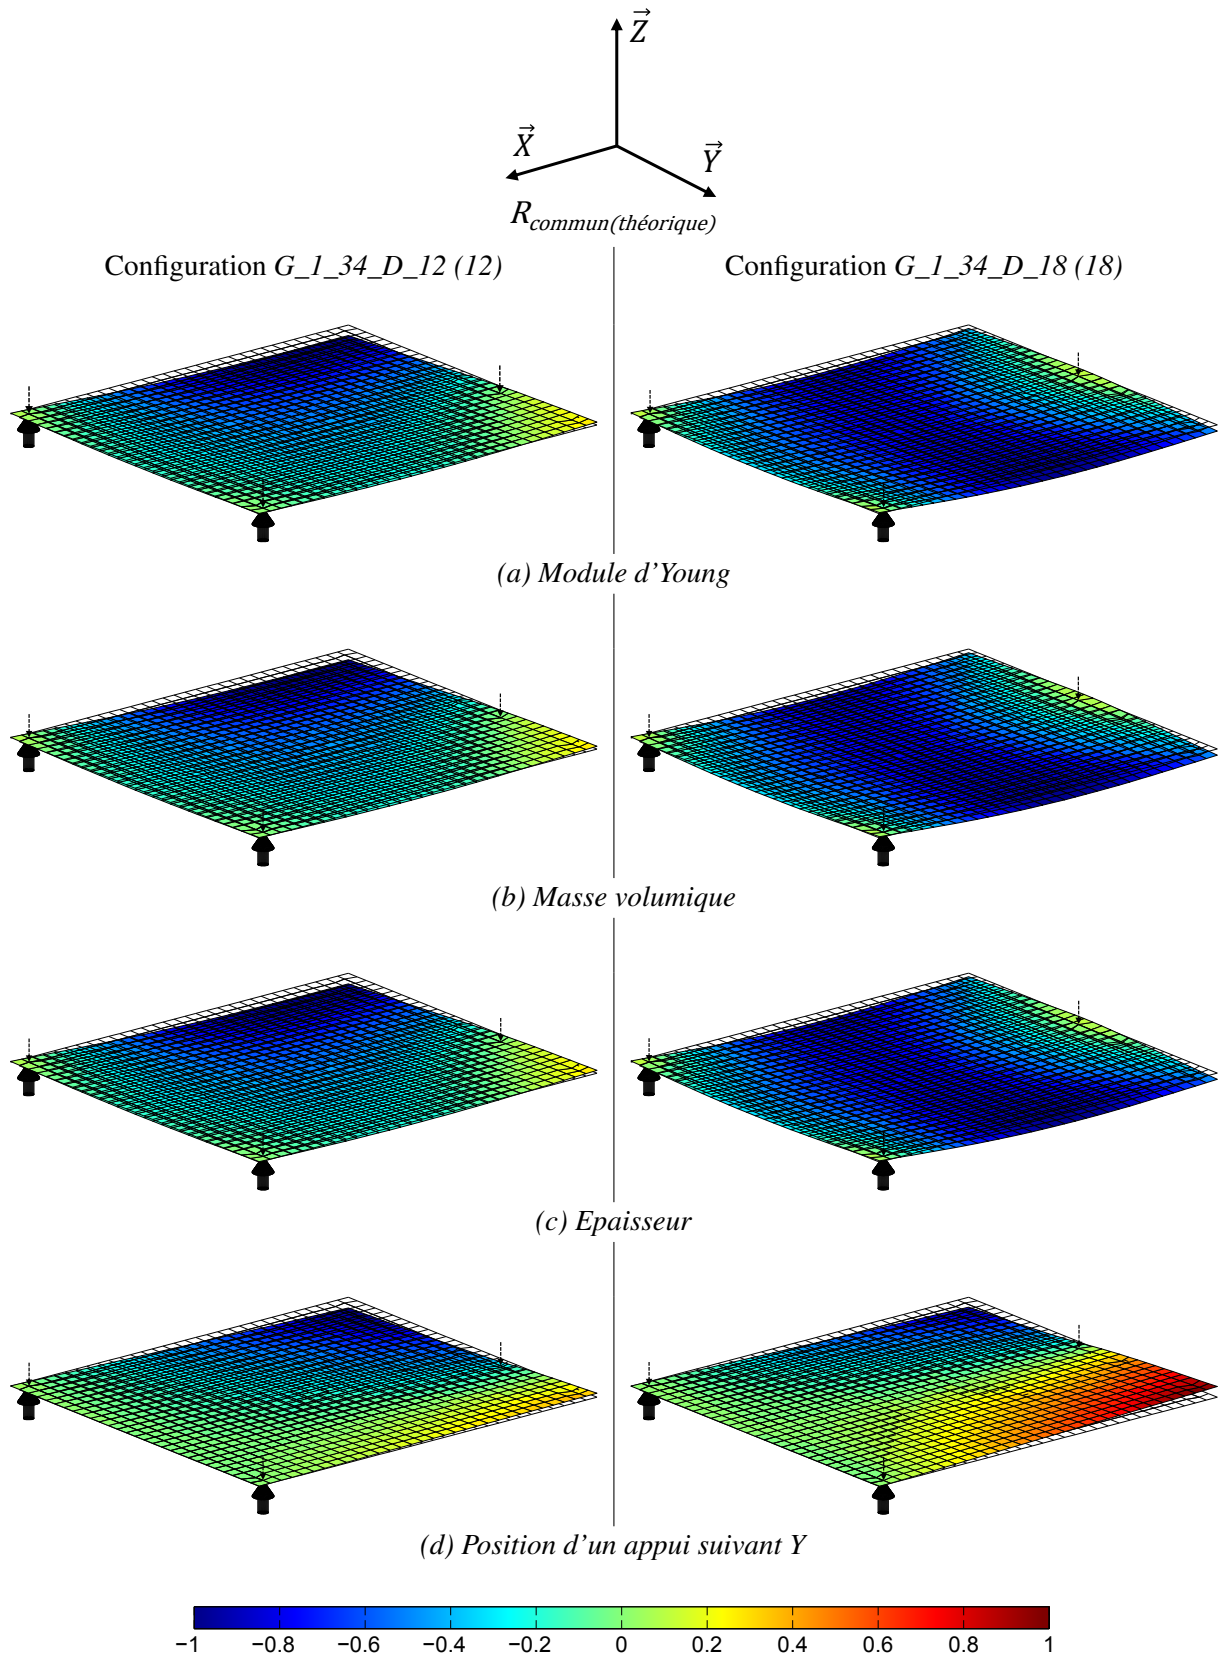 Z
X
Y
R commun(théorique)
Configuration G_1_34_D_12 (12)
Configuration G_1_34_D_18 (18)
(a) Module d'Young
(b) Masse volumique
(c) Epaisseur
(d) Position d'un appui suivant Y
−1 −0.8 −0.6 −0.4 −0.2 0 0.2 0.4 0.6 0.8 1